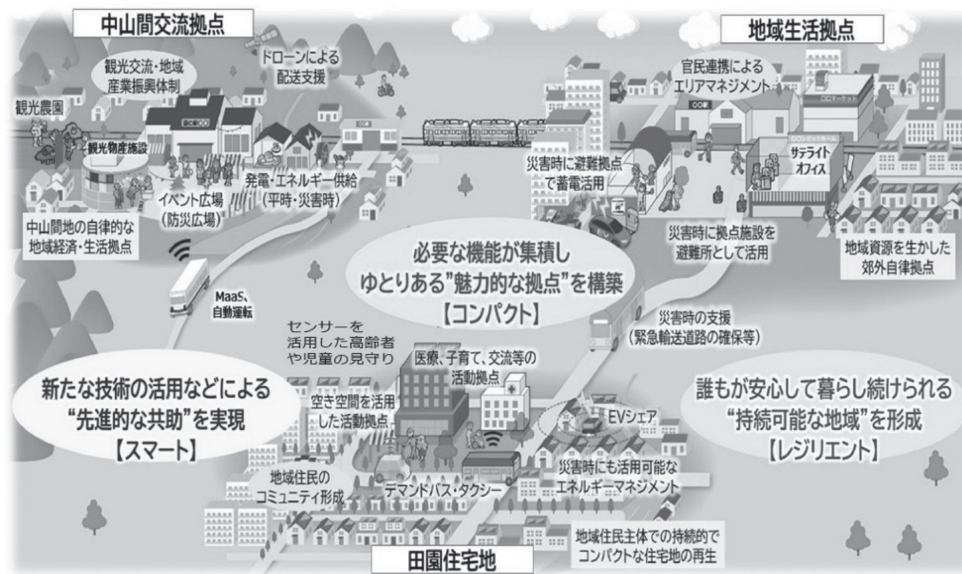 中山間交流拠点
観光交流・地域
産業振興体制
ドローンによる
配送支援
観光農園
観光物産施設
イベント広場
(防災広場)
発電・エネルギー供給
(平時・災害時)
中山間地の自律的な
地域経済・生活拠点
MaaS、
自動運転
地域生活拠点
官民連携による
エリアマネジメント
災害時に避難拠点
で蓄電活用
サテライト
オフィス
災害時に拠点施設を
避難所として活用
地域資源を生かした
郊外自律拠点
必要な機能が集積し
ゆとりある”魅力的な拠点”を構築
【コンパクト】
災害時の支援
(緊急輸送道路の確保等)
新たな技術の活用などによる
“先進的な共助”を実現
【スマート】
誰もが安心して暮らし続けられる
“持続可能な地域”を形成
【レジリエント】
センサーを
活用した高齢者
や児童の見守り
医療、子育て、交流等の
活動拠点
空き空間を活用
した活動拠点
EVシェア
地域住民の
コミュニティ形成
デマンドバス・タクシー
災害時にも活用可能な
エネルギーマネジメント
地域住民主体での持続的で
コンパクトな住宅地の再生
田園住宅地